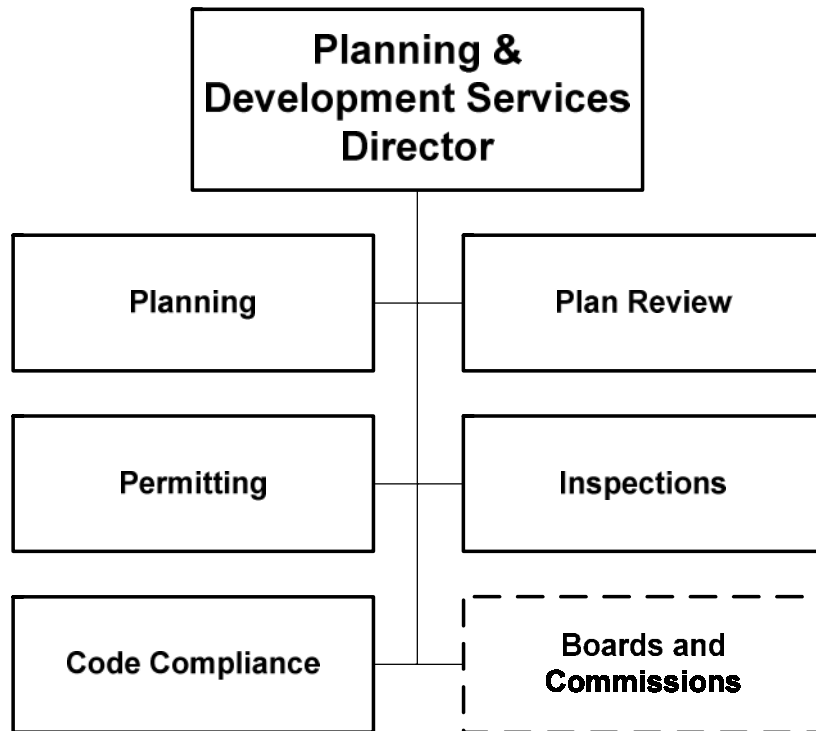 Planning &
Development Services
Director
Planning
Plan Review
Permitting
Inspections
Code Compliance
Boards and
Commissions